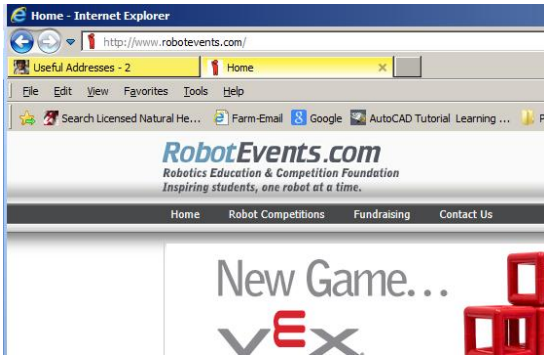 Home - Internet Explorer
http://www.robotevents.com/
Useful Addresses - 2 Home
File Edit View Favorites Tools Help
Search Licensed Natural He... Farm-Email Google AutoCAD Tutorial Learning ...
RobotEvents.com
Robotics Education & Competition Foundation
Inspiring students, one robot at a time.
Home Robot Competitions Fundraising Contact Us
New Game...
VEX